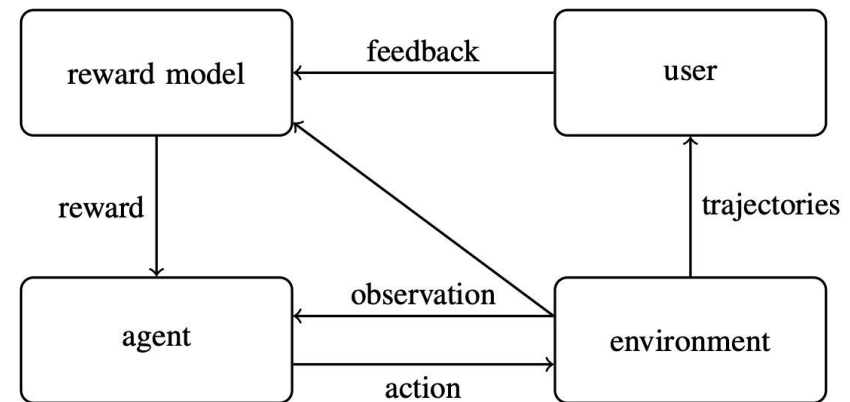 feedback
reward model
user
reward
trajectories
observation
agent
environment
action